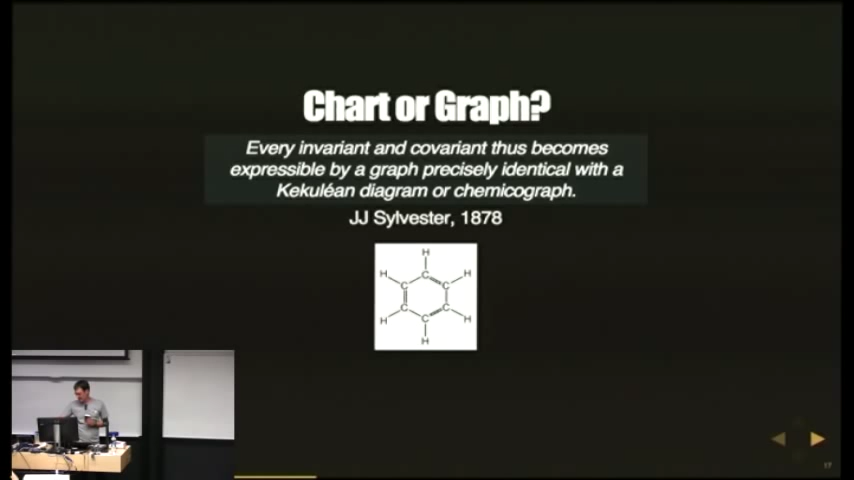 Chart or Graph?
Every invariant and covariant thus becomes
expressible by a graph precisely identical with a
Kekuléan diagram or chemicograph.
JJ Sylvester, 1878
H
H H
C
C C
C C
C
H H
H
17